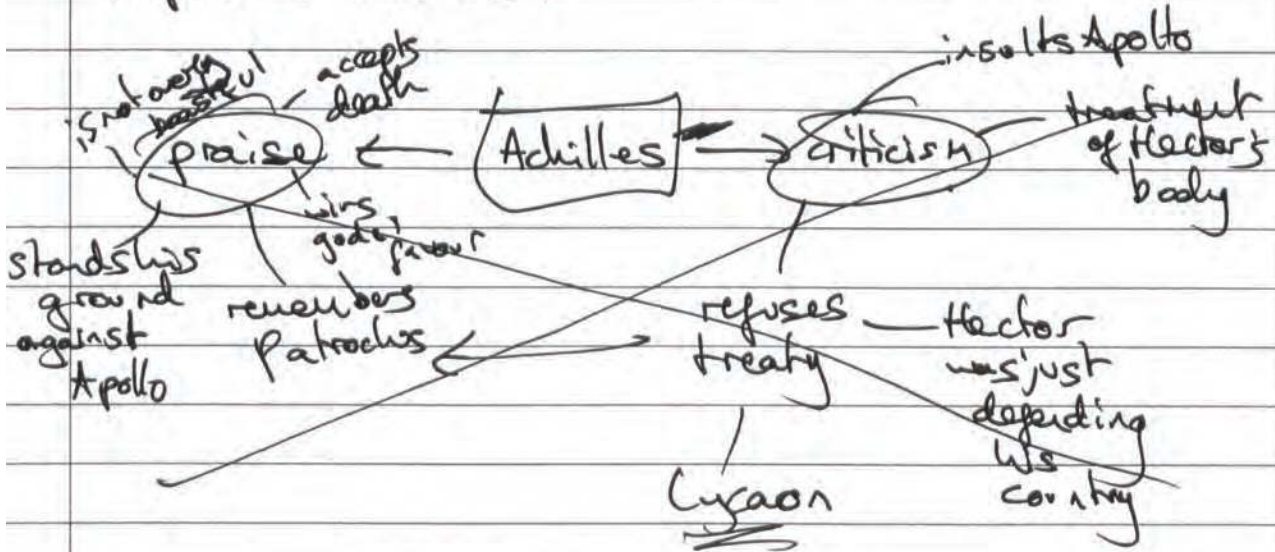 insults Apollo
is not overly
boastful
accepts
death
praise
Achilles
criticism
treatment
of Hector's
body
wins
gods'
favour
stands his
ground
against
Apollo
remembers
Patroclus
refuses
treaty
Hector
was just
defending
his
country
Lycaon